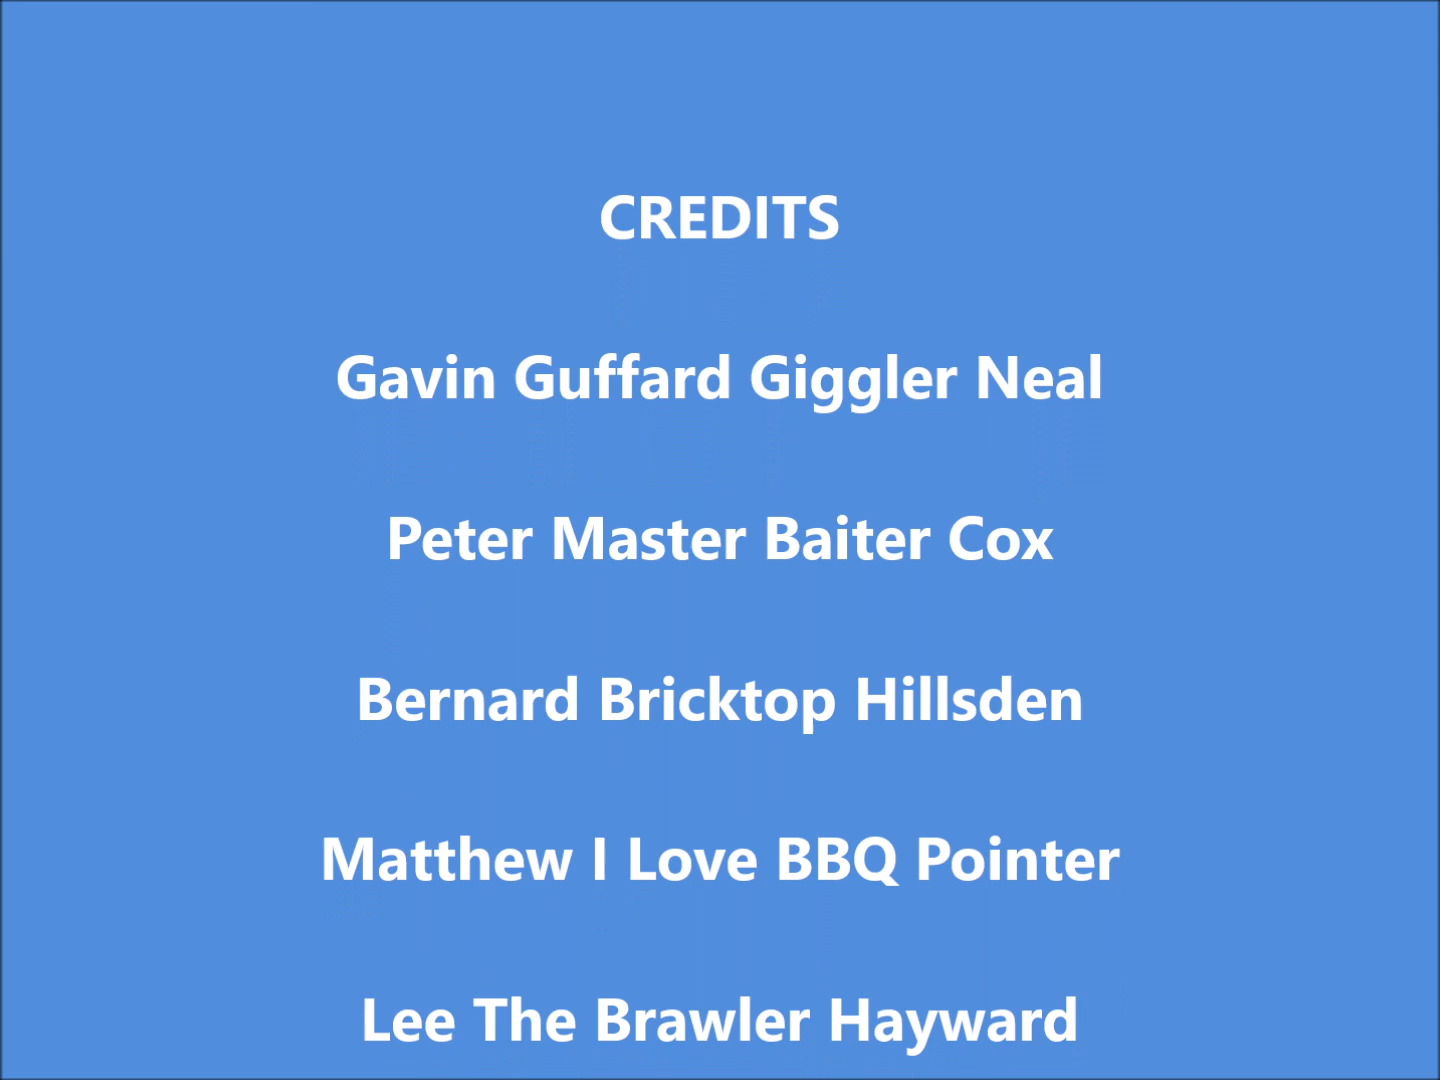 CREDITS
Gavin Guffard Giggler Neal
Peter Master Baiter Cox
Bernard Bricktop Hillsden
Matthew I Love BBQ Pointer
Lee The Brawler Hayward